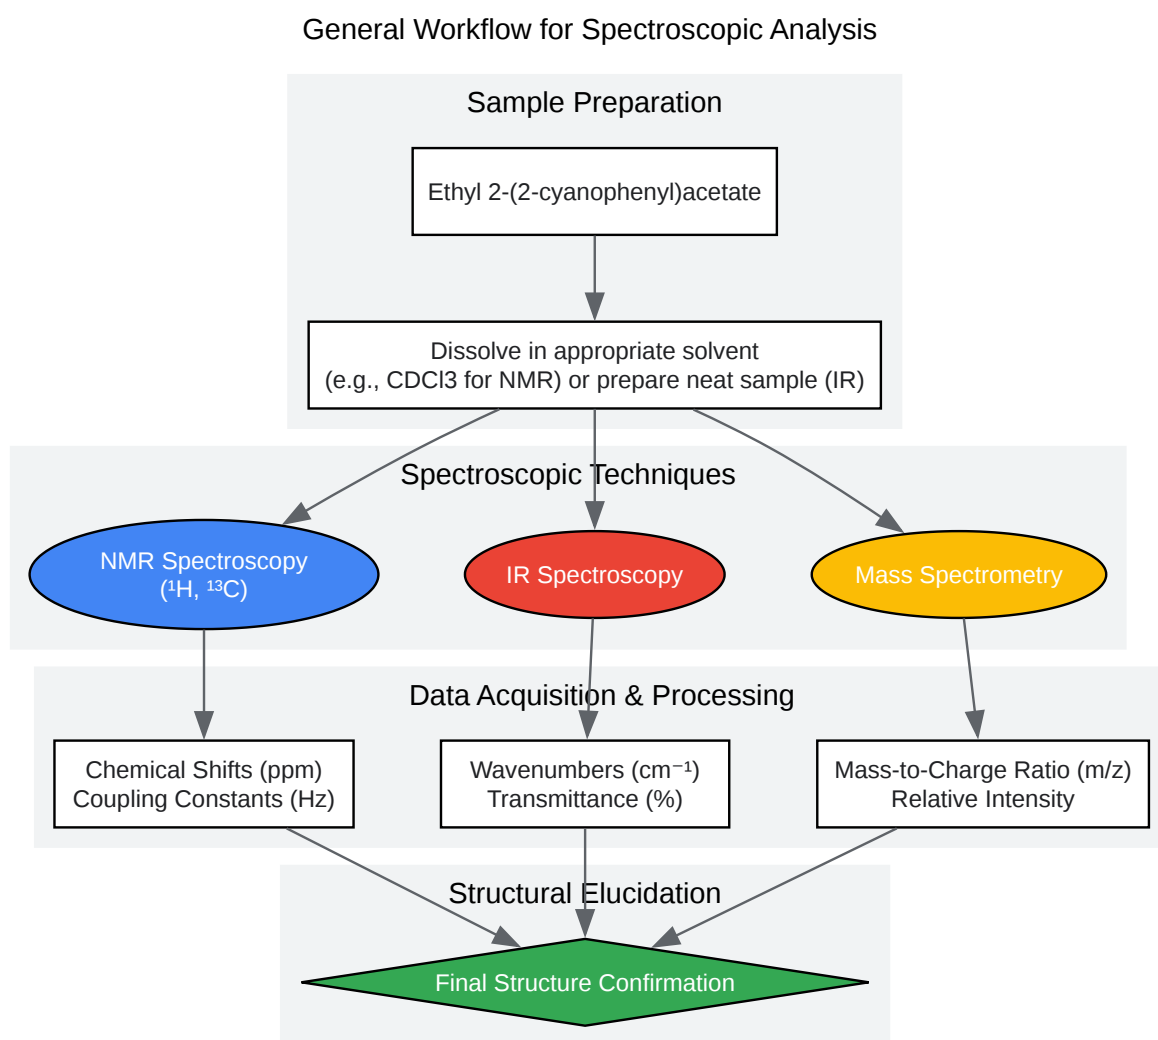 General Workflow for Spectroscopic Analysis
Sample Preparation
Ethyl 2-(2-cyanophenyl)acetate
Dissolve in appropriate solvent
(e.g., CDCl3 for NMR) or prepare neat sample (IR)
Spectroscopic Techniques
NMR Spectroscopy
(¹H, ¹³C)
IR Spectroscopy
Mass Spectrometry
Data Acquisition & Processing
Chemical Shifts (ppm)
Coupling Constants (Hz)
Wavenumbers (cm⁻¹)
Transmittance (%)
Mass-to-Charge Ratio (m/z)
Relative Intensity
Structural Elucidation
Final Structure Confirmation